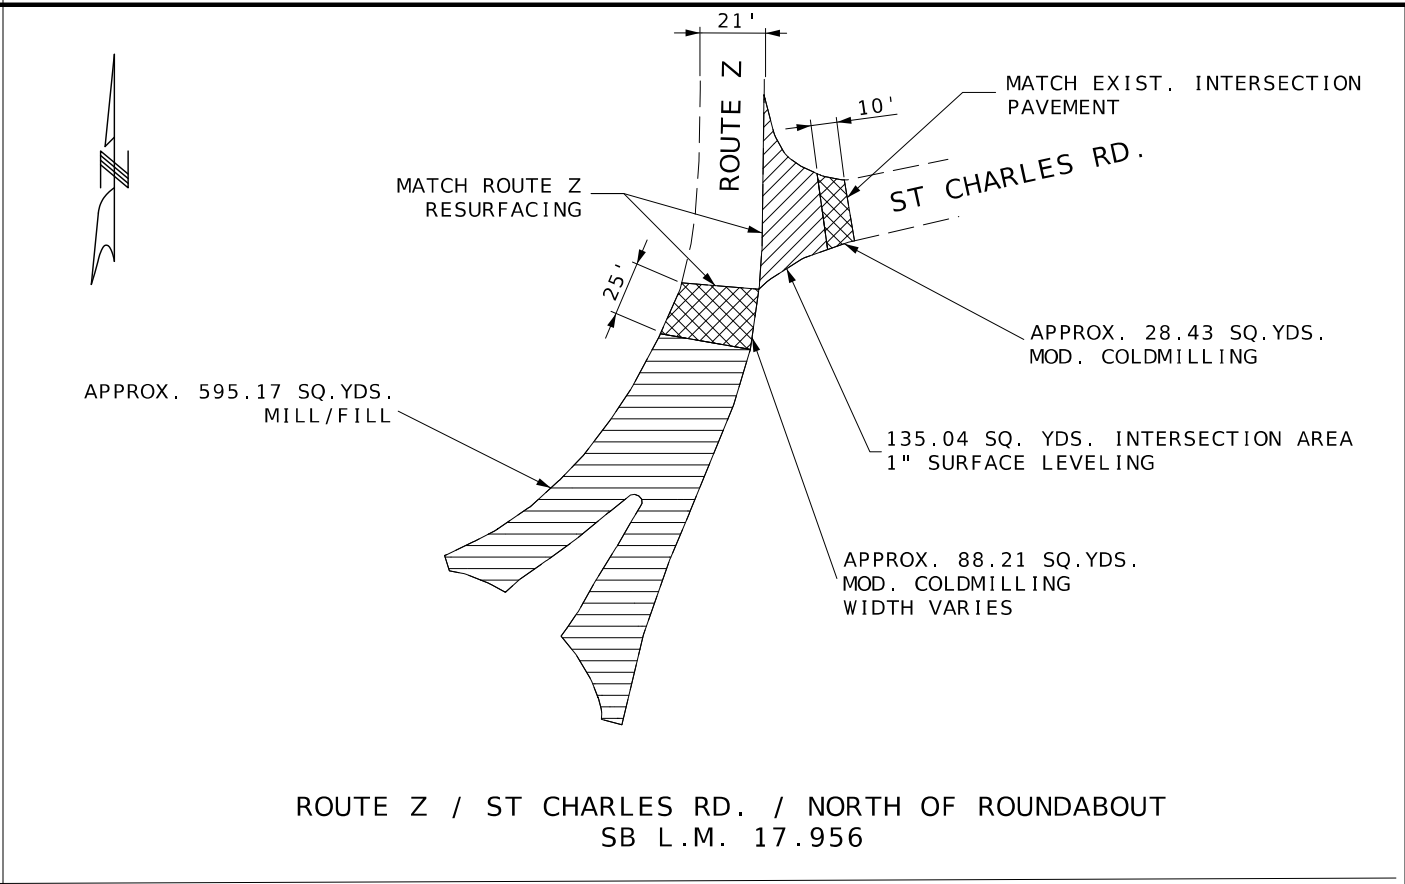 21'
ROUTE Z
10'
MATCH EXIST. INTERSECTION
PAVEMENT
ST CHARLES RD.
MATCH ROUTE Z
RESURFACING
25'
APPROX. 28.43 SQ.YDS.
MOD. COLDMILLING
APPROX. 595.17 SQ.YDS.
MILL/FILL
135.04 SQ. YDS. INTERSECTION AREA
1" SURFACE LEVELING
APPROX. 88.21 SQ.YDS.
MOD. COLDMILLING
WIDTH VARIES
ROUTE Z / ST CHARLES RD. / NORTH OF ROUNDABOUT
SB L.M. 17.956